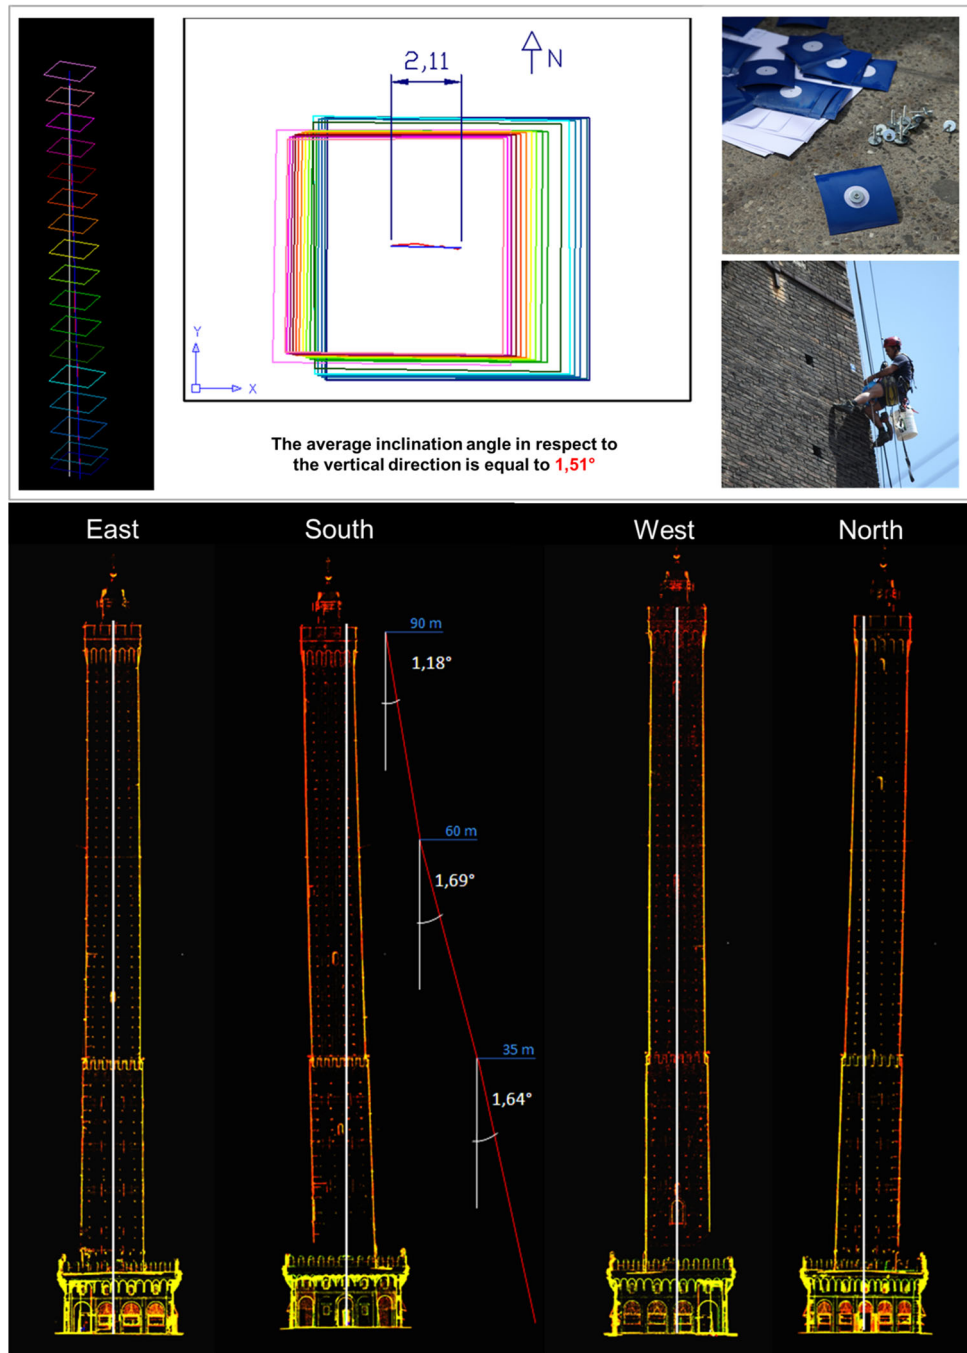 2,11
N
Y
X
The average inclination angle in respect to
the vertical direction is equal to 1,51°
East
South
West
North
90 m
1,18°
60 m
1,69°
35 m
1,64°